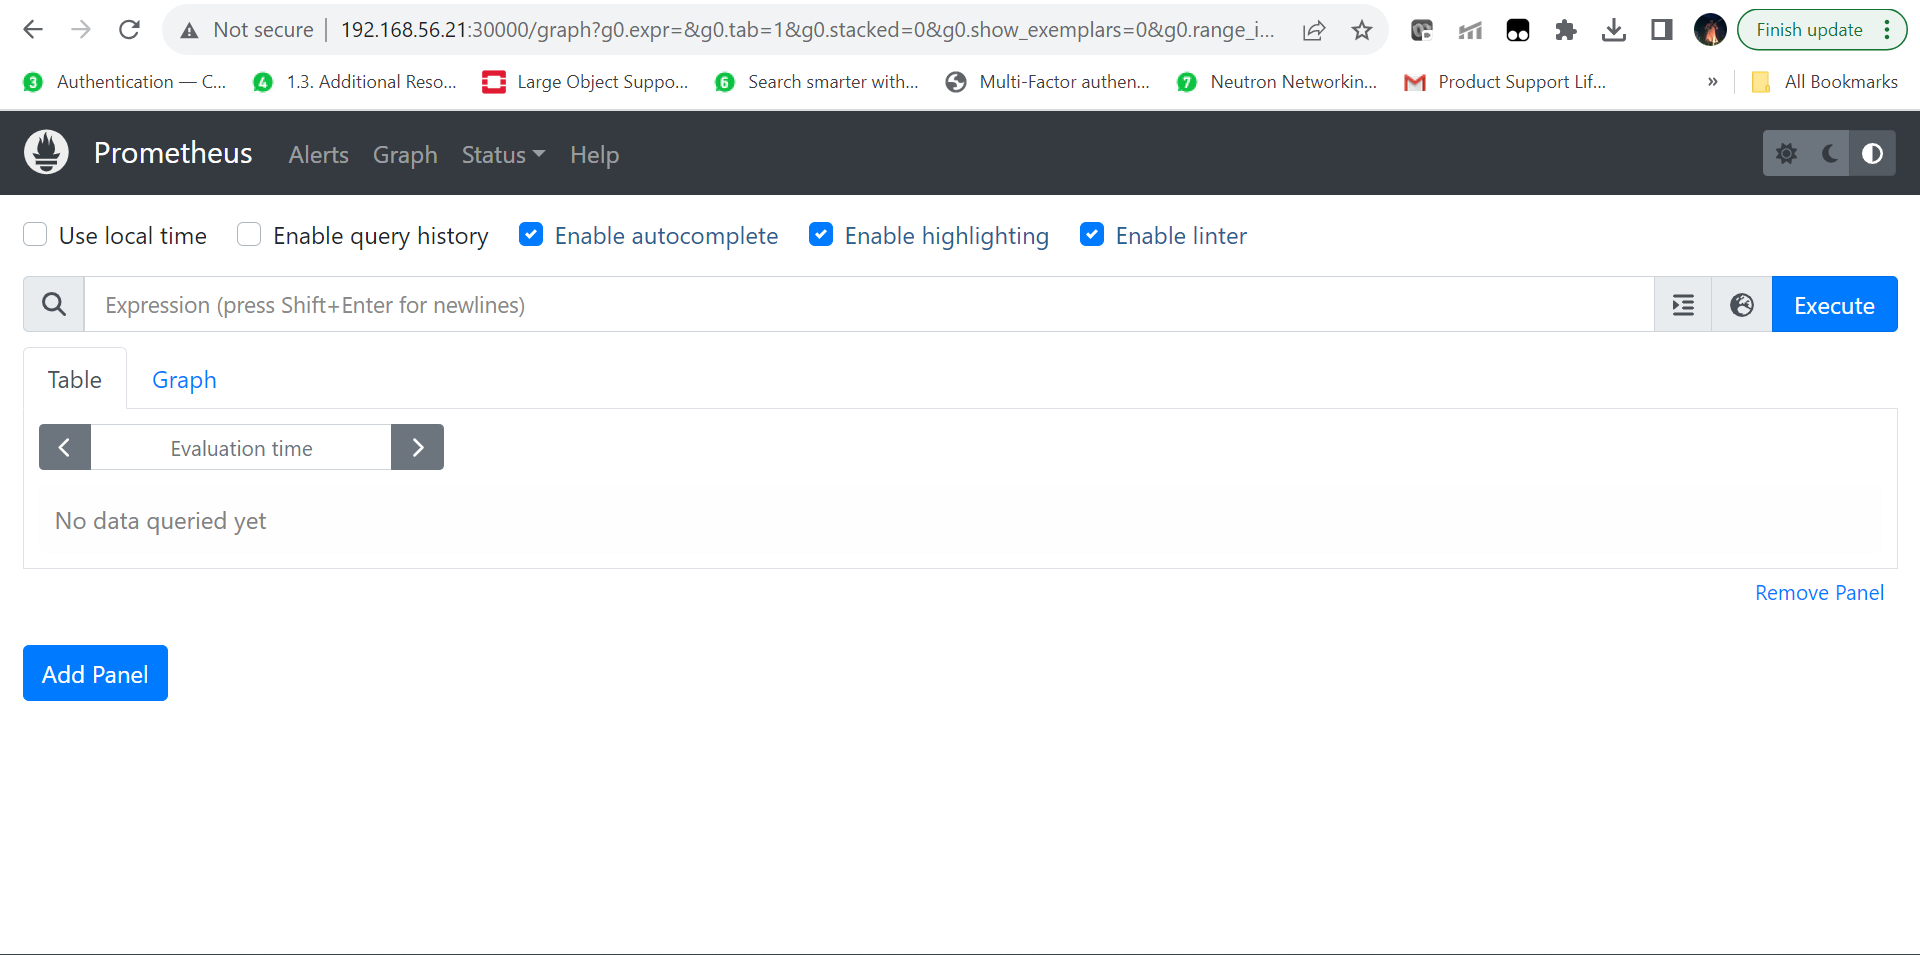 Not secure | 192.168.56.21:30000/graph?g0.expr=&g0.tab=1&g0.stacked=0&g0.show_exemplars=0&g0.range_i... Finish update
3 Authentication — C... 4 1.3. Additional Reso... Large Object Suppo... 6 Search smarter with... Multi-Factor authen... 7 Neutron Networkin... Product Support Lif... » All Bookmarks
Prometheus Alerts Graph Status Help
Use local time Enable query history Enable autocomplete Enable highlighting Enable linter
Expression (press Shift+Enter for newlines) Execute
Table Graph
Evaluation time
No data queried yet
Remove Panel
Add Panel